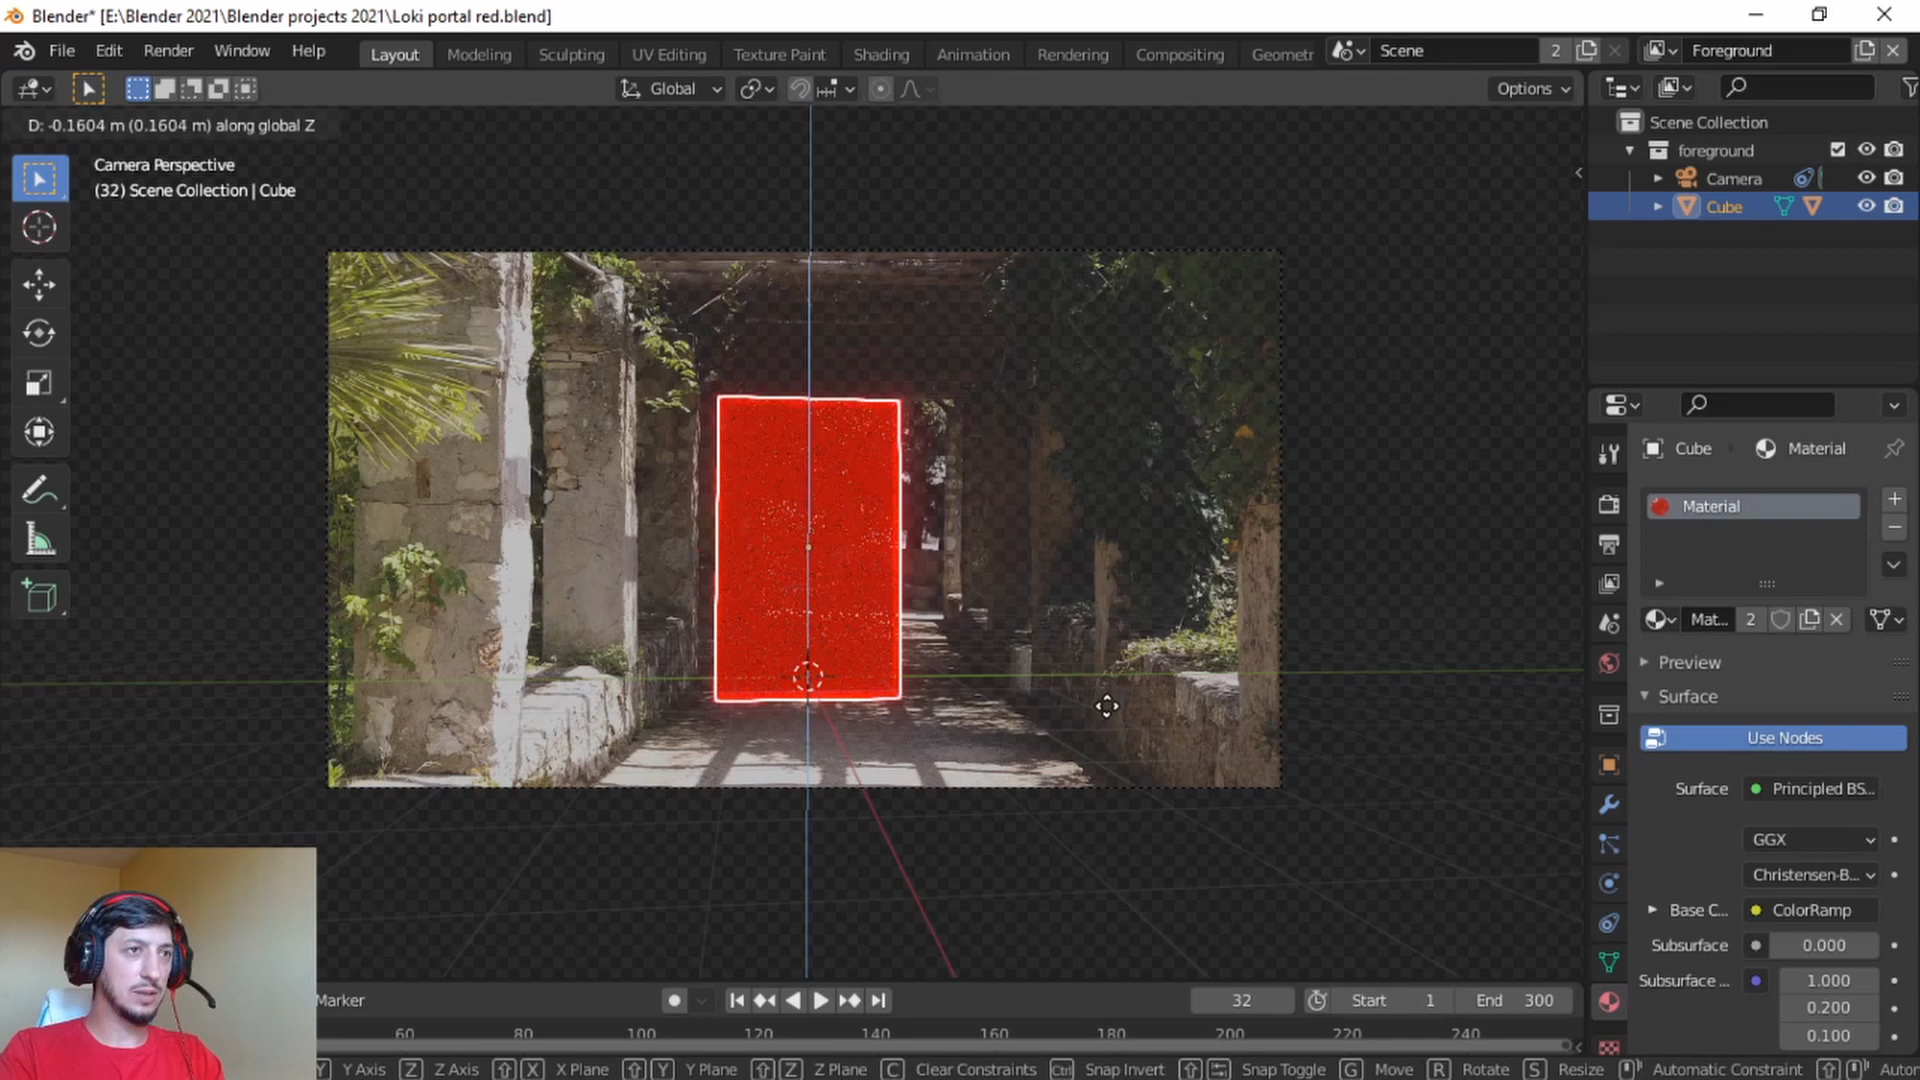 Blender* [E:\Blender 2021\Blender projects 2021\Loki portal red.blend]
File Edit Render Window Help
Layout Modeling Sculpting UV Editing Texture Paint Shading Animation Rendering Compositing Geometr
Scene 2
Foreground
Global
Options
D: -0.1604 m (0.1604 m) along global Z
Camera Perspective
(32) Scene Collection | Cube
Scene Collection
foreground
Camera
Cube
Cube Material
Material
Mat... 2
Preview
Surface
Use Nodes
Surface Principled BS...
GGX
Christensen-B...
Base C... ColorRamp
Subsurface 0.000
Subsurface ... 1.000
0.200
0.100
Marker
32 Start 1 End 300
60 80 100 120 140 160 180 200 220 240
Y Y Axis Z Z Axis X X Plane Y Y Plane Z Z Plane C Clear Constraints Ctrl Snap Invert Snap Toggle G Move R Rotate S Resize Automatic Constraint Autor